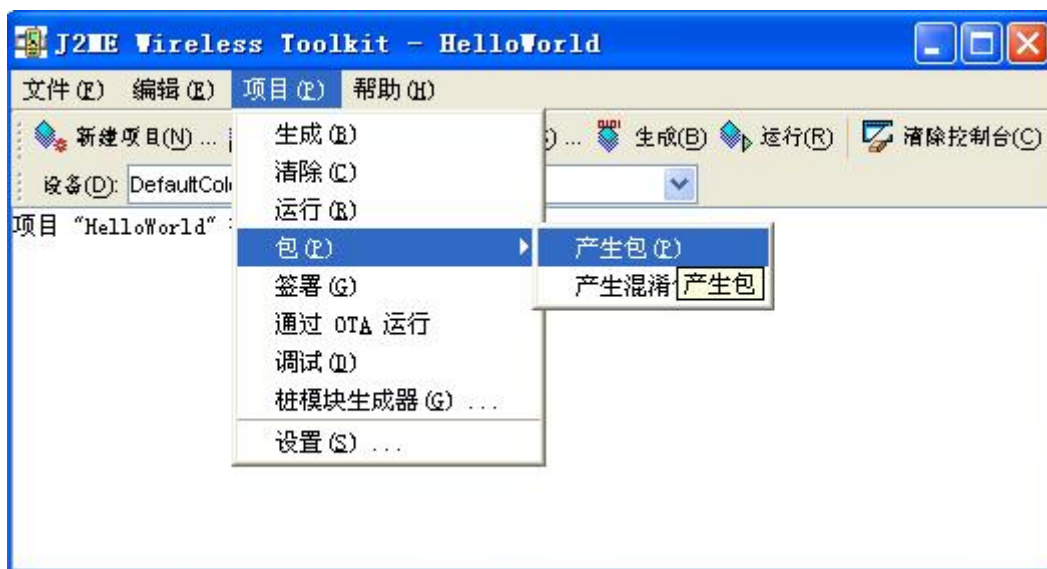 J2ME Wireless Toolkit - HelloWorld
文件(F) 编辑(E) 项目(P) 帮助(H)
新建项目(N) ... ) ... 生成(B) 运行(R) 清除控制台(C)
设备(D): DefaultCol
项目 "HelloWorld"
生成(B)
清除(C)
运行(R)
包(P)
签署(G)
通过 OTA 运行
调试(D)
桩模块生成器(G) ...
设置(S) ...
产生包(P)
产生混淆
产生包